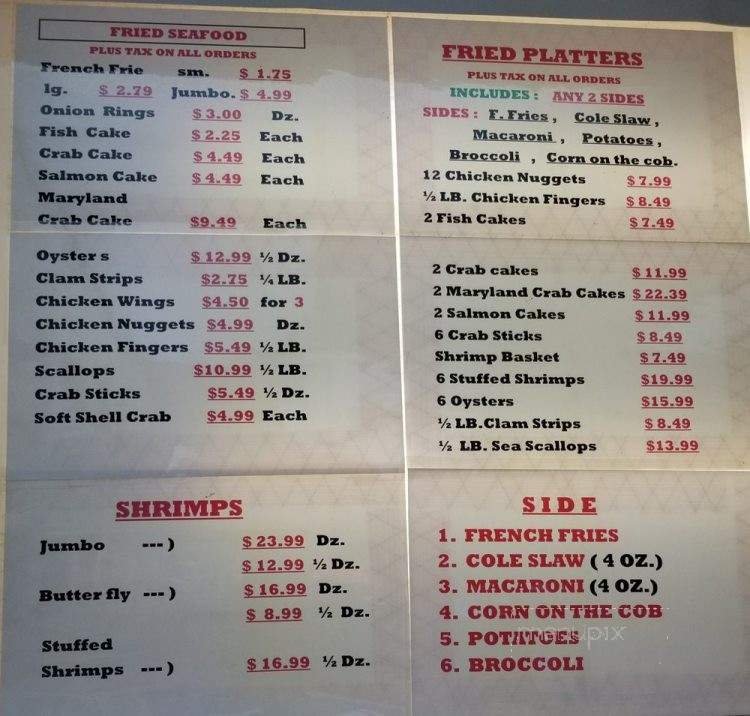 FRIED SEAFOOD
PLUS TAX ON ALL ORDERS
French Frie sm. $ 1.75
lg. $ 2.79 Jumbo. $ 4.99
Onion Rings $ 3.00 Dz.
Fish Cake $ 2.25 Each
Crab Cake $ 4.49 Each
Salmon Cake $ 4.49 Each
Maryland
Crab Cake $9.49 Each
Oyster s $ 12.99 ½ Dz.
Clam Strips $2.75 ¼ LB.
Chicken Wings $4.50 for 3
Chicken Nuggets $4.99 Dz.
Chicken Fingers $5.49 ½ LB.
Scallops $10.99 ½ LB.
Crab Sticks $5.49 ½ Dz.
Soft Shell Crab $4.99 Each
SHRIMPS
Jumbo ---) $ 23.99 Dz.
$ 12.99 ½ Dz.
Butter fly ---) $ 16.99 Dz.
$ 8.99 ½ Dz.
Stuffed
Shrimps ---) $ 16.99 ½ Dz.
FRIED PLATTERS
PLUS TAX ON ALL ORDERS
INCLUDES : ANY 2 SIDES
SIDES : F. Fries , Cole Slaw ,
Macaroni , Potatoes ,
Broccoli , Corn on the cob.
12 Chicken Nuggets $ 7.99
½ LB. Chicken Fingers $ 8.49
2 Fish Cakes $ 7.49
2 Crab cakes $ 11.99
2 Maryland Crab Cakes $ 22.39
2 Salmon Cakes $ 11.99
6 Crab Sticks $ 8.49
Shrimp Basket $ 7.49
6 Stuffed Shrimps $19.99
6 Oysters $15.99
½ LB.Clam Strips $ 8.49
½ LB. Sea Scallops $13.99
SIDE
1. FRENCH FRIES
2. COLE SLAW ( 4 OZ.)
3. MACARONI (4 OZ.)
4. CORN ON THE COB
5. POTATOES
6. BROCCOLI
menupix